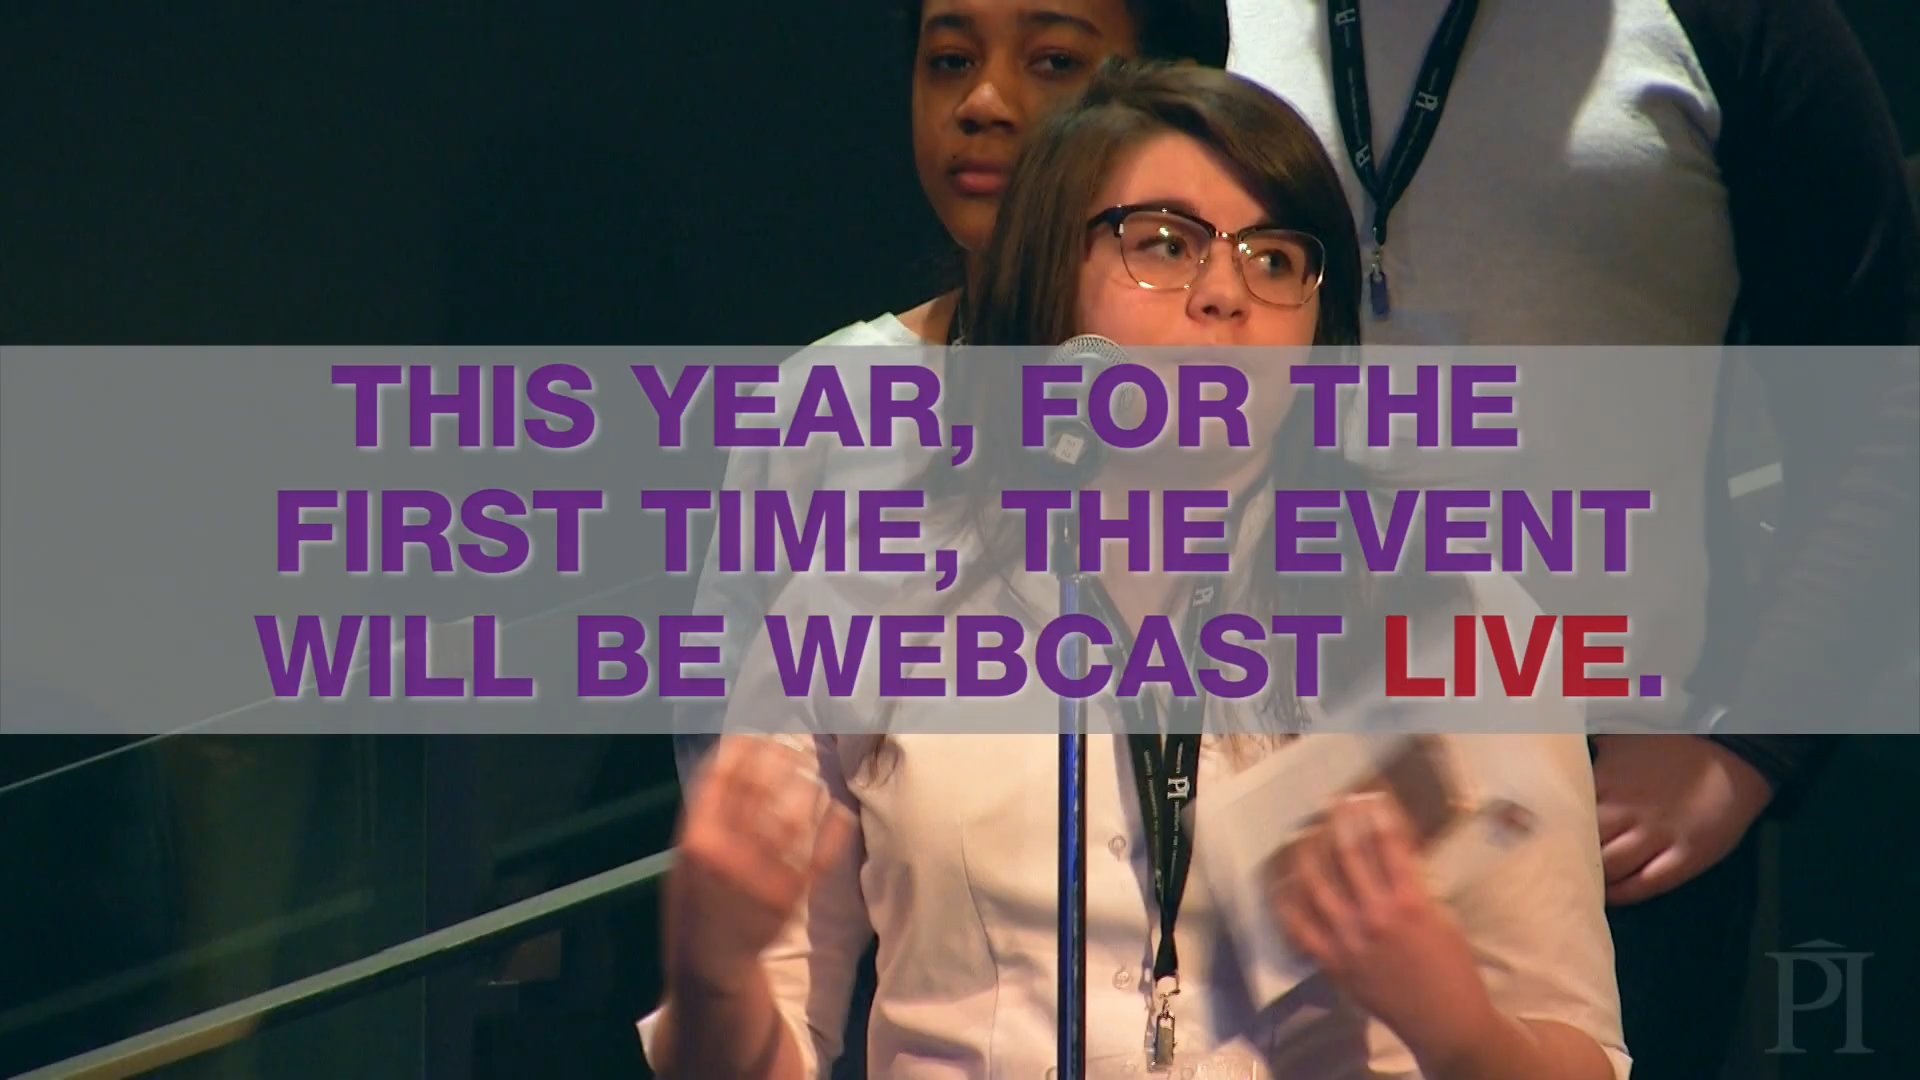 THIS YEAR, FOR THE
FIRST TIME, THE EVENT
WILL BE WEBCAST LIVE.
PI